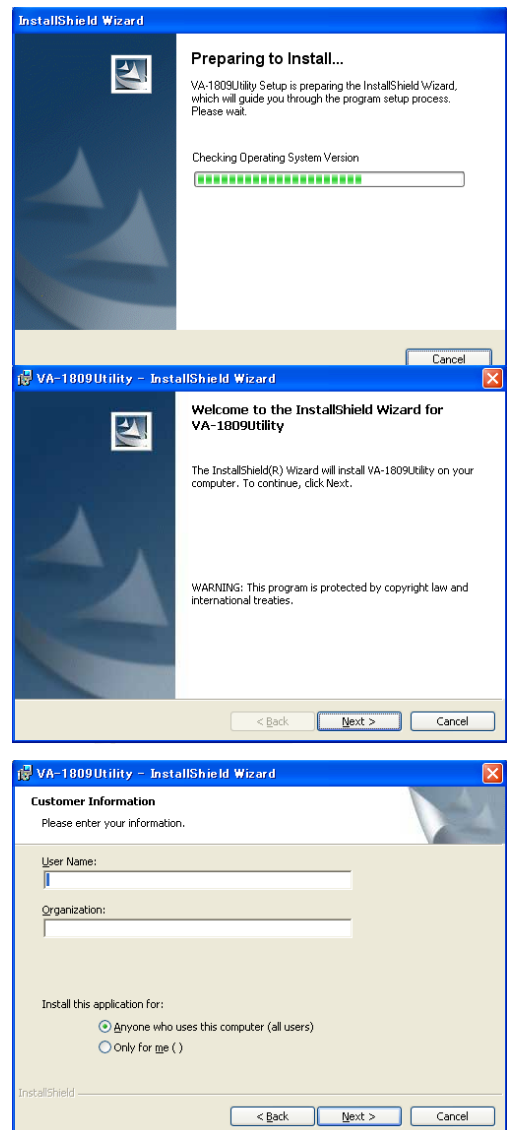 InstallShield Wizard
Preparing to Install...
VA-1809Utility Setup is preparing the InstallShield Wizard,
which will guide you through the program setup process.
Please wait.
Checking Operating System Version
Cancel
VA-1809Utility - InstallShield Wizard
Welcome to the InstallShield Wizard for
VA-1809Utility
The InstallShield(R) Wizard will install VA-1809Utility on your
computer. To continue, click Next.
WARNING: This program is protected by copyright law and
international treaties.
< Back Next > Cancel
VA-1809Utility - InstallShield Wizard
Customer Information
Please enter your information.
User Name:
Organization:
Install this application for:
Anyone who uses this computer (all users)
Only for me ( )
InstallShield
< Back Next > Cancel